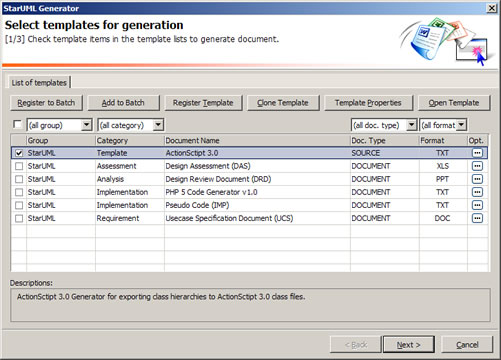 StarUML Generator
Select templates for generation
[1/3] Check template items in the template lists to generate document.
List of templates
Register to Batch Add to Batch Register Template Clone Template Template Properties Open Template
(all group) (all category) (all doc. type) (all format
Group Category Document Name Doc. Type Format Opt.
StarUML Template ActionSctipt 3.0 SOURCE TXT
StarUML Assessment Design Assessment (DAS) DOCUMENT XLS
StarUML Analysis Design Review Document (DRD) DOCUMENT PPT
StarUML Implementation PHP 5 Code Generator v1.0 DOCUMENT TXT
StarUML Implementation Pseudo Code (IMP) DOCUMENT TXT
StarUML Requirement Usecase Specification Document (UCS) DOCUMENT DOC
Descriptions:
ActionSctipt 3.0 Generator for exporting class hierarchies to ActionSctipt 3.0 class files.
< Back Next > Cancel